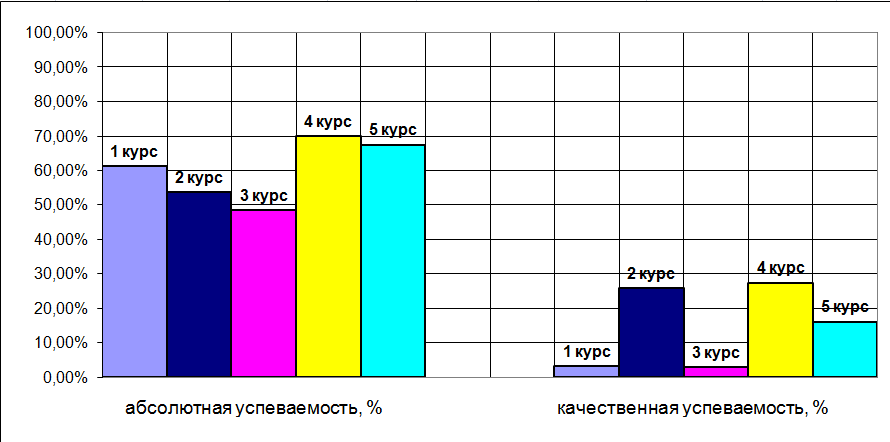 100,00%
90,00%
80,00%
70,00%
60,00%
50,00%
40,00%
30,00%
20,00%
10,00%
0,00%
1 курс
2 курс
3 курс
4 курс
5 курс
1 курс
2 курс
3 курс
4 курс
5 курс
абсолютная успеваемость, %
качественная успеваемость, %